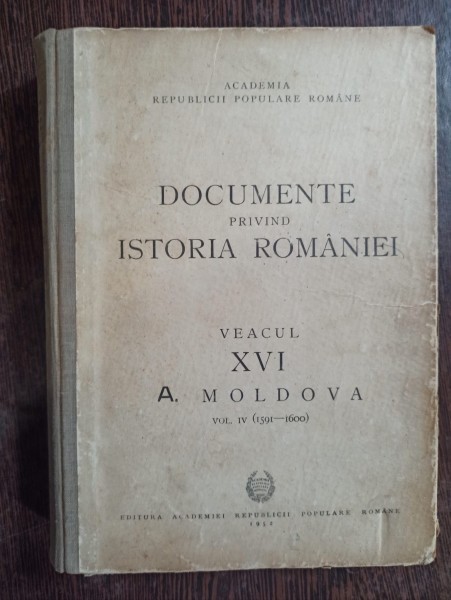 ACADEMIA
REPUBLICII POPULARE ROMÂNE
DOCUMENTE
PRIVIND
ISTORIA ROMÂNIEI
VEACUL
XVI
A. MOLDOVA
VOL. IV (1591—1600)
EDITURA ACADEMIEI REPUBLICII POPULARE ROMÂNE
1952